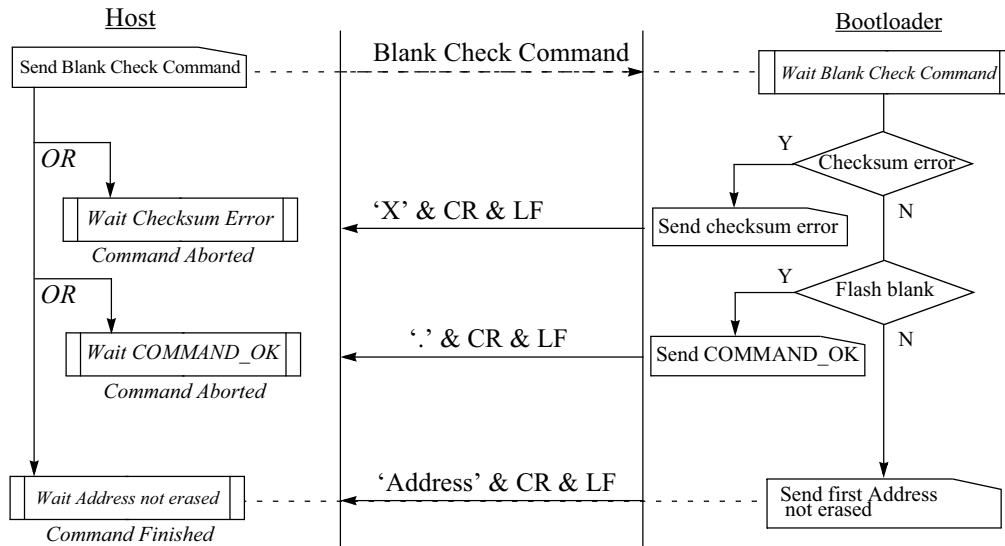 Host
Bootloader
Send Blank Check Command
Blank Check Command
Wait Blank Check Command
OR
Y
Checksum error
Wait Checksum Error
‘X’ & CR & LF
Send checksum error
N
Command Aborted
OR
Y
Flash blank
Wait COMMAND_OK
‘.’ & CR & LF
Send COMMAND_OK
N
Command Aborted
Wait Address not erased
‘Address’ & CR & LF
Send first Address
not erased
Command Finished